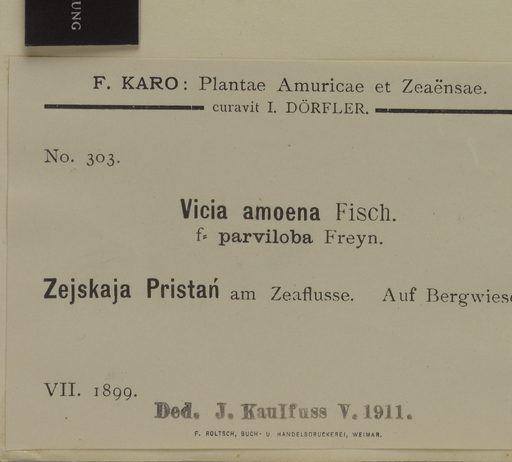 UNG
F. KARO: Plantae Amuricae et Zeaënsae.
curavit I. DÖRFLER.
No. 303.
Vicia amoena Fisch.
f. parviloba Freyn.
Zejskaja Pristań am Zeaflusse. Auf Bergwiese
VII. 1899.
Ded. J. Kaulfuss V. 1911.
F. ROLTSCH, BUCH- U HANDELSDRUCKEREI, WEIMAR.